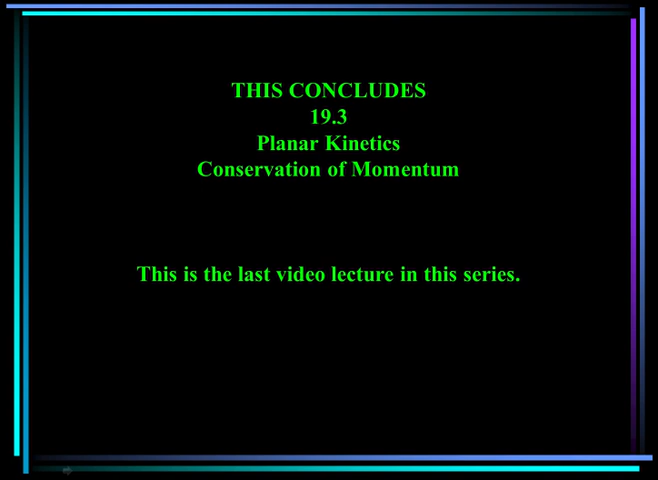 THIS CONCLUDES
19.3
Planar Kinetics
Conservation of Momentum
This is the last video lecture in this series.